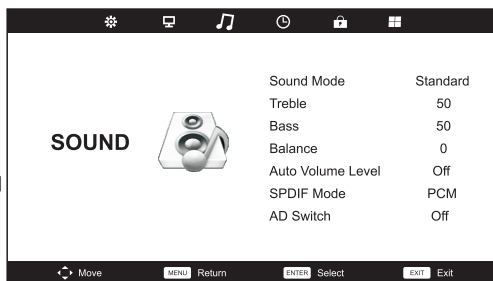 SOUND
Sound Mode Standard
Treble 50
Bass 50
Balance 0
Auto Volume Level Off
SPDIF Mode PCM
AD Switch Off
Move MENU Return ENTER Select EXIT Exit